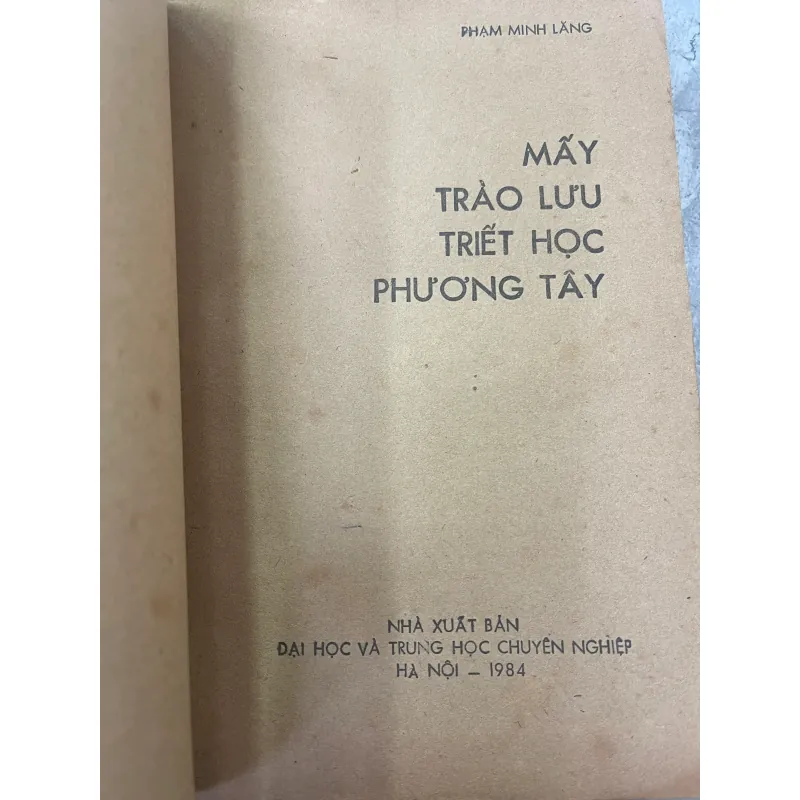 PHẠM MINH LĂNG
MẤY
TRÀO LƯU
TRIẾT HỌC
PHƯƠNG TÂY
NHÀ XUẤT BẢN
ĐẠI HỌC VÀ TRUNG HỌC CHUYÊN NGHIỆP
HÀ NỘI — 1984